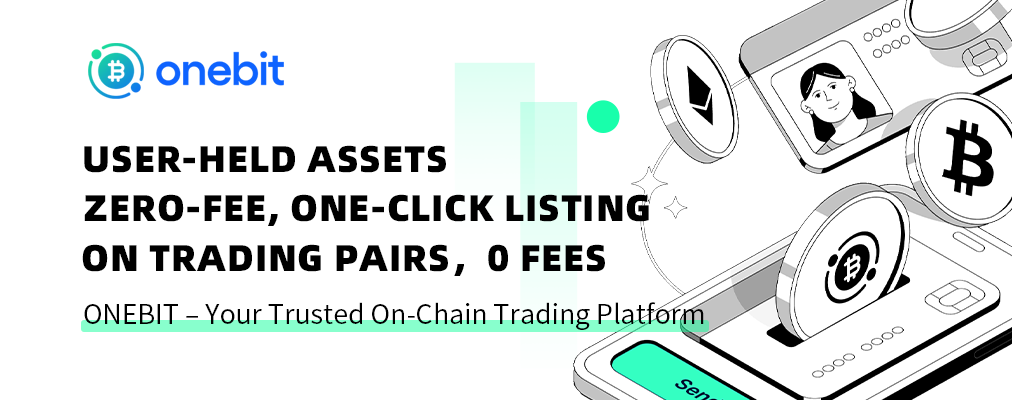 onebit
USER-HELD ASSETS
ZERO-FEE, ONE-CLICK LISTING
ON TRADING PAIRS，0 FEES
ONEBIT – Your Trusted On-Chain Trading Platform
Send